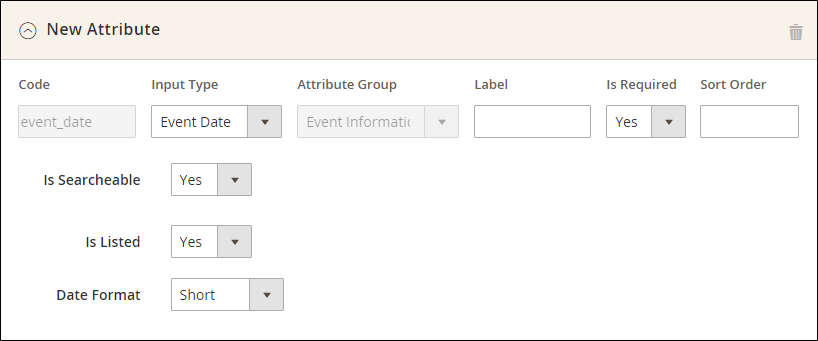 New Attribute
Code Input Type Attribute Group Label Is Required Sort Order
event_date Event Date Event Informatic Yes
Is Searcheable Yes
Is Listed Yes
Date Format Short